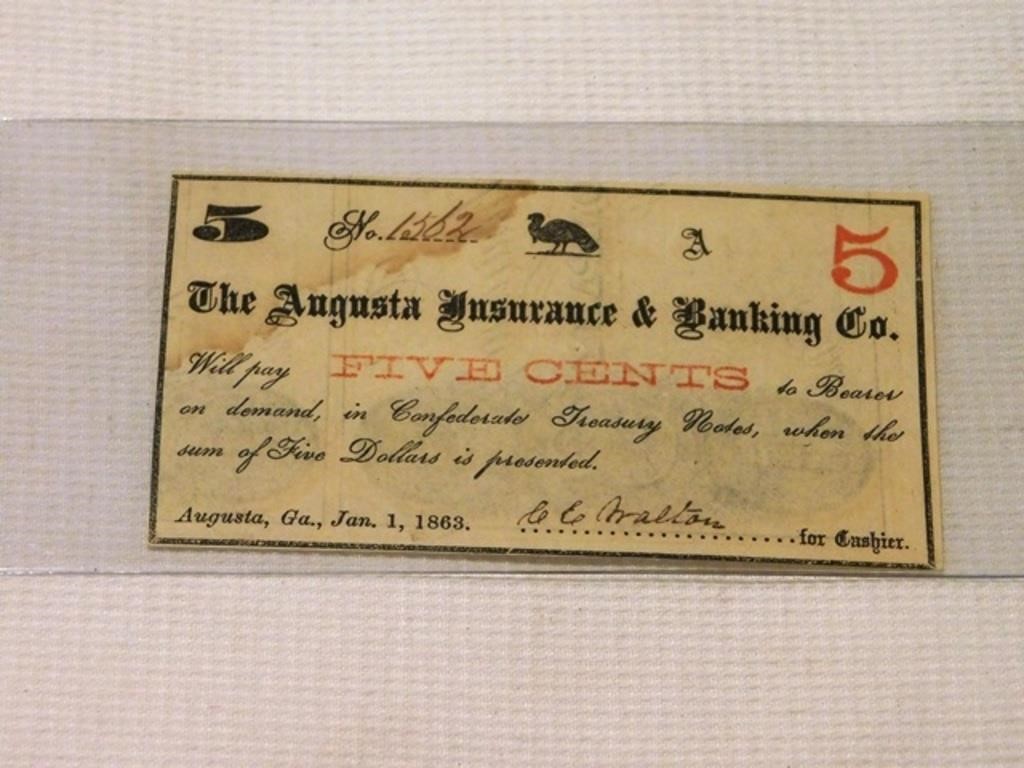 5 No. 1562 A 5
The Augusta Insurance & Banking Co.
Will pay FIVE CENTS to Bearer
on demand, in Confederate Treasury Notes, when the
sum of Five Dollars is presented.
Augusta, Ga., Jan. 1, 1863. C E Walton for Cashier.